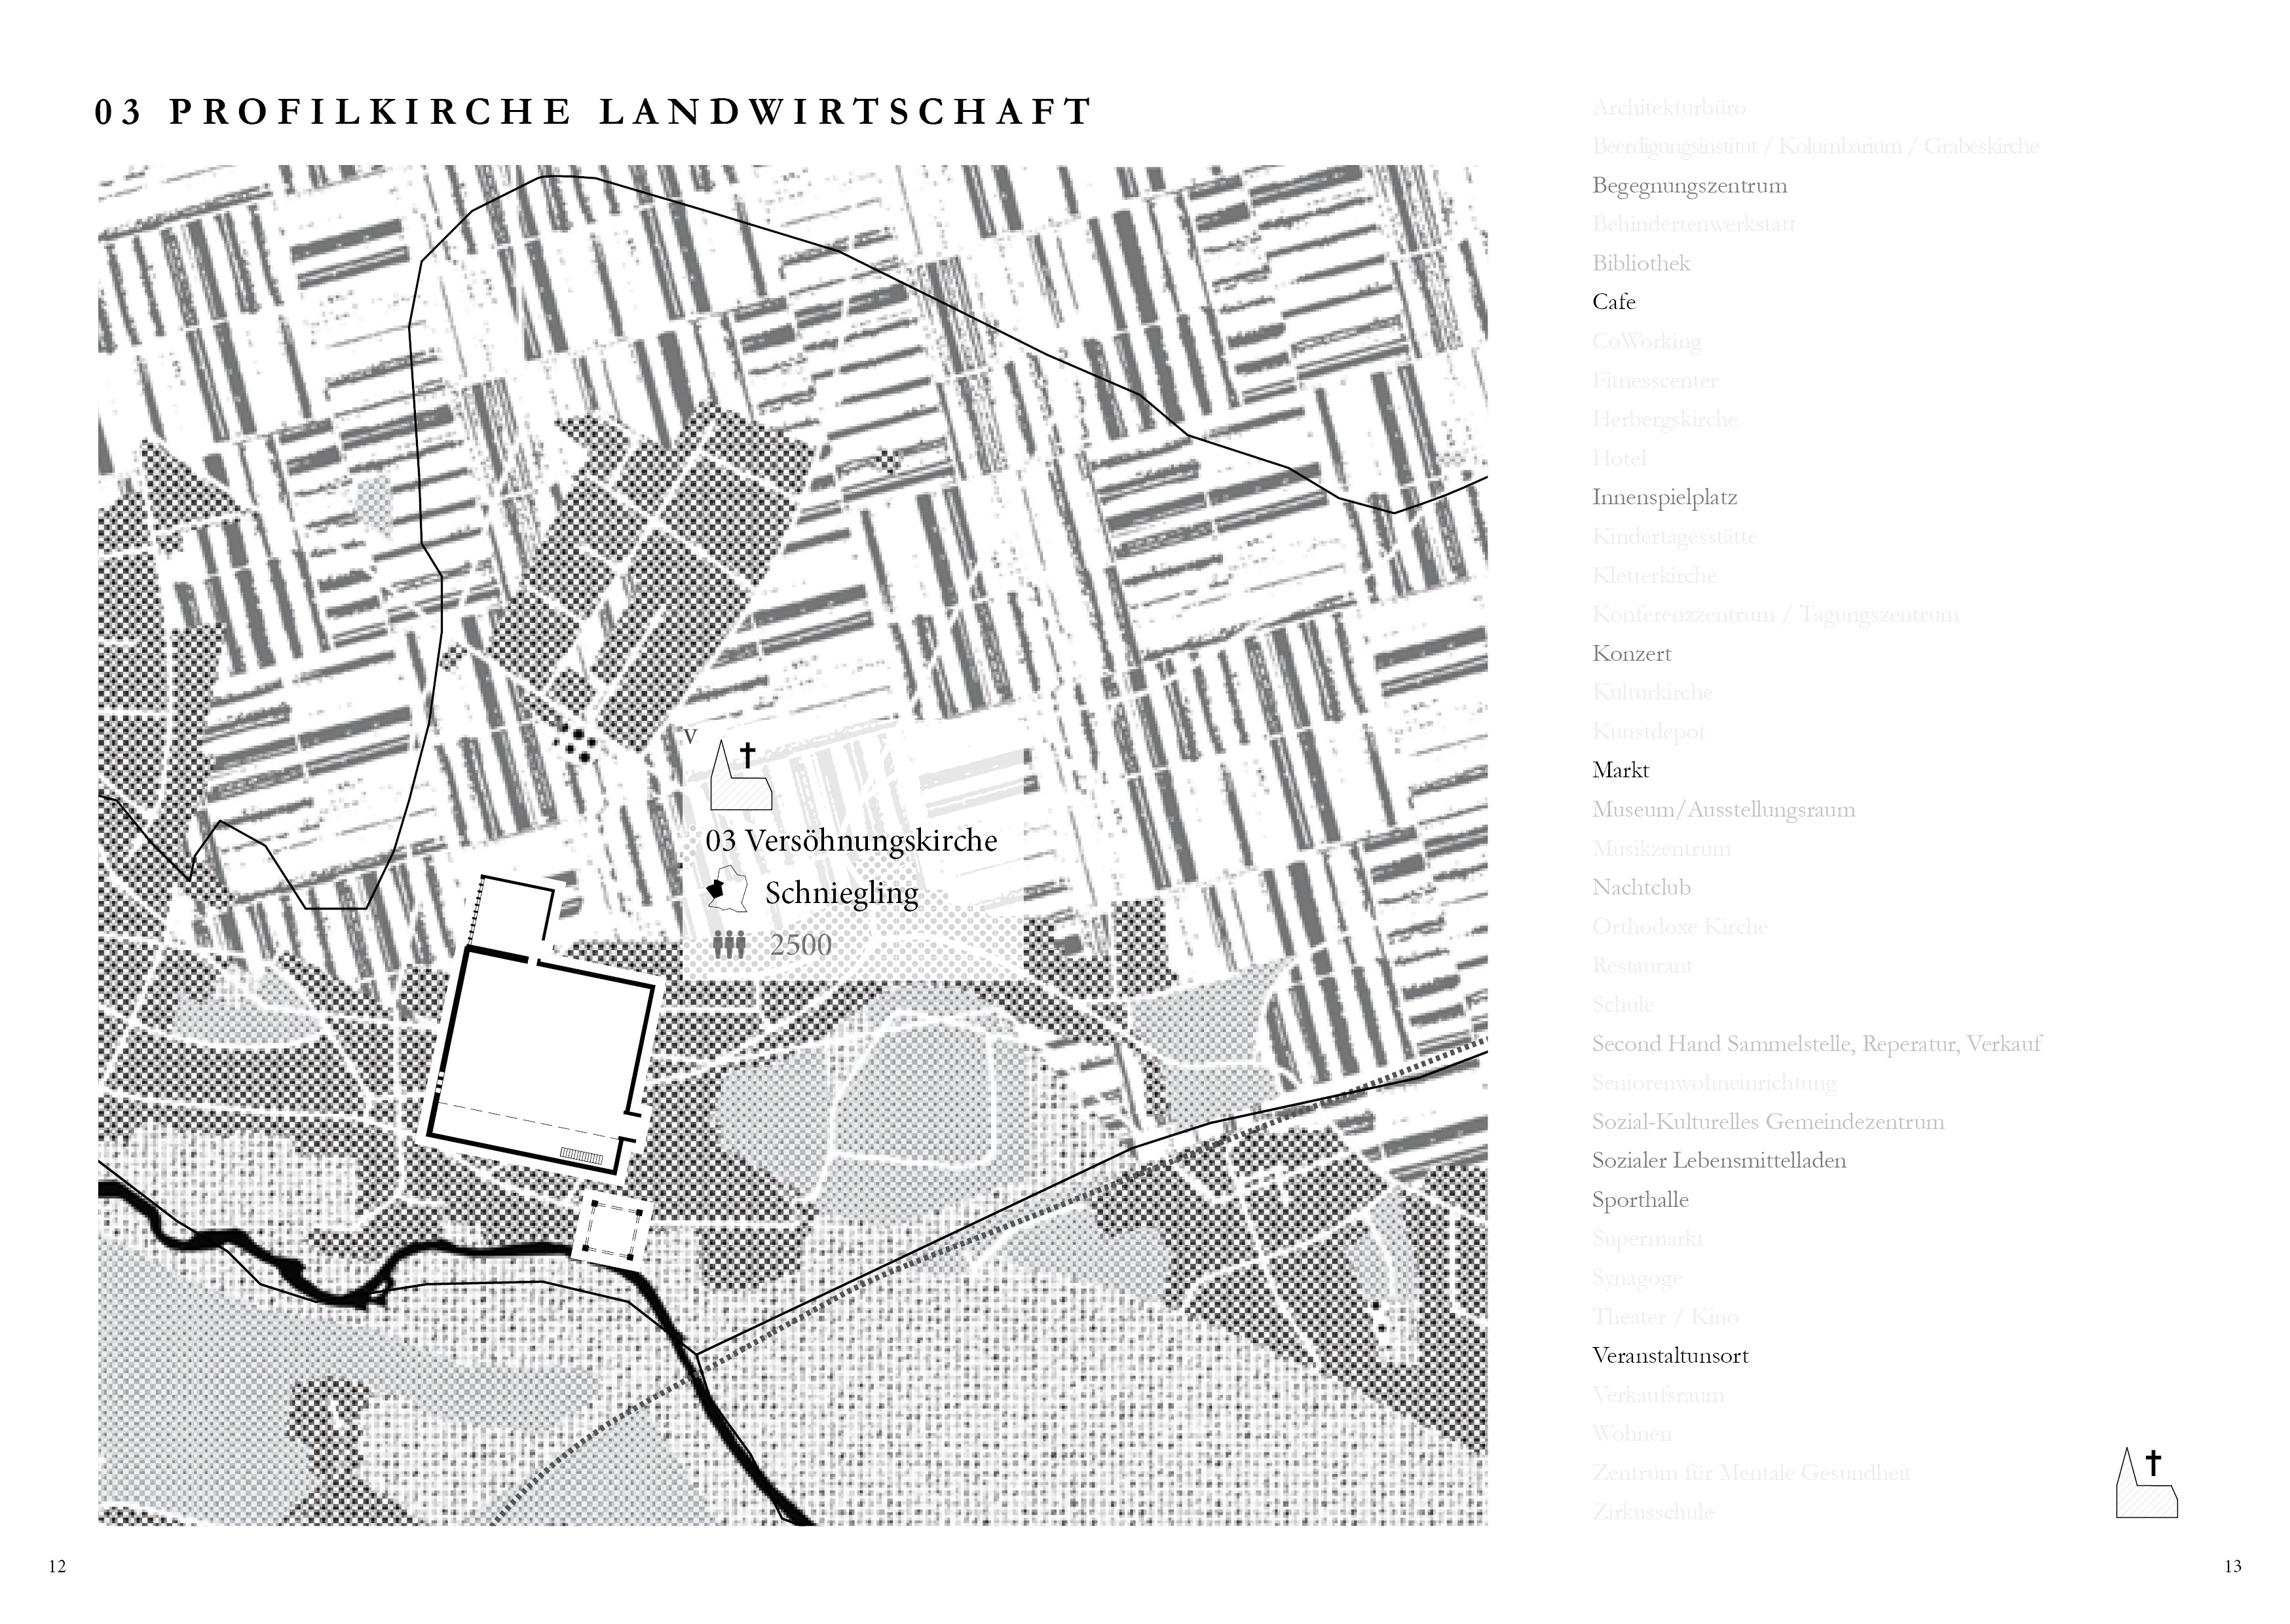 03 PROFILKIRCHE LANDWIRTSCHAFT
V
03 Versöhnungskirche
Schniegling
2500
12
Architekturbüro
Beerdigungsinstitut / Kolumbarium / Grabeskirche
Begegnungszentrum
Behindertenwerkstatt
Bibliothek
Cafe
CoWorking
Fitnesscenter
Herbergskirche
Hotel
Innenspielplatz
Kindertagesstätte
Kletterkirche
Konferenzzentrum / Tagungszentrum
Konzert
Kulturkirche
Kunstdepot
Markt
Museum/Ausstellungsraum
Musikzentrum
Nachtclub
Orthodoxe Kirche
Restaurant
Schule
Second Hand Sammelstelle, Reperatur, Verkauf
Seniorenwohneinrichtung
Sozial-Kulturelles Gemeindezentrum
Sozialer Lebensmittelladen
Sporthalle
Supermarkt
Synagoge
Theater / Kino
Veranstaltunsort
Verkaufsraum
Wohnen
Zentrum für Mentale Gesundheit
Zirkusschule
13